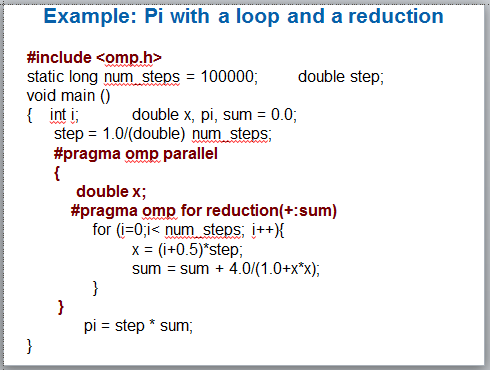 Example: Pi with a loop and a reduction
#include <omp.h>
static long num_steps = 100000; double step;
void main ()
{ int i; double x, pi, sum = 0.0;
step = 1.0/(double) num_steps;
#pragma omp parallel
{
double x;
#pragma omp for reduction(+:sum)
for (i=0;i< num_steps; i++){
x = (i+0.5)*step;
sum = sum + 4.0/(1.0+x*x);
}
}
pi = step * sum;
}